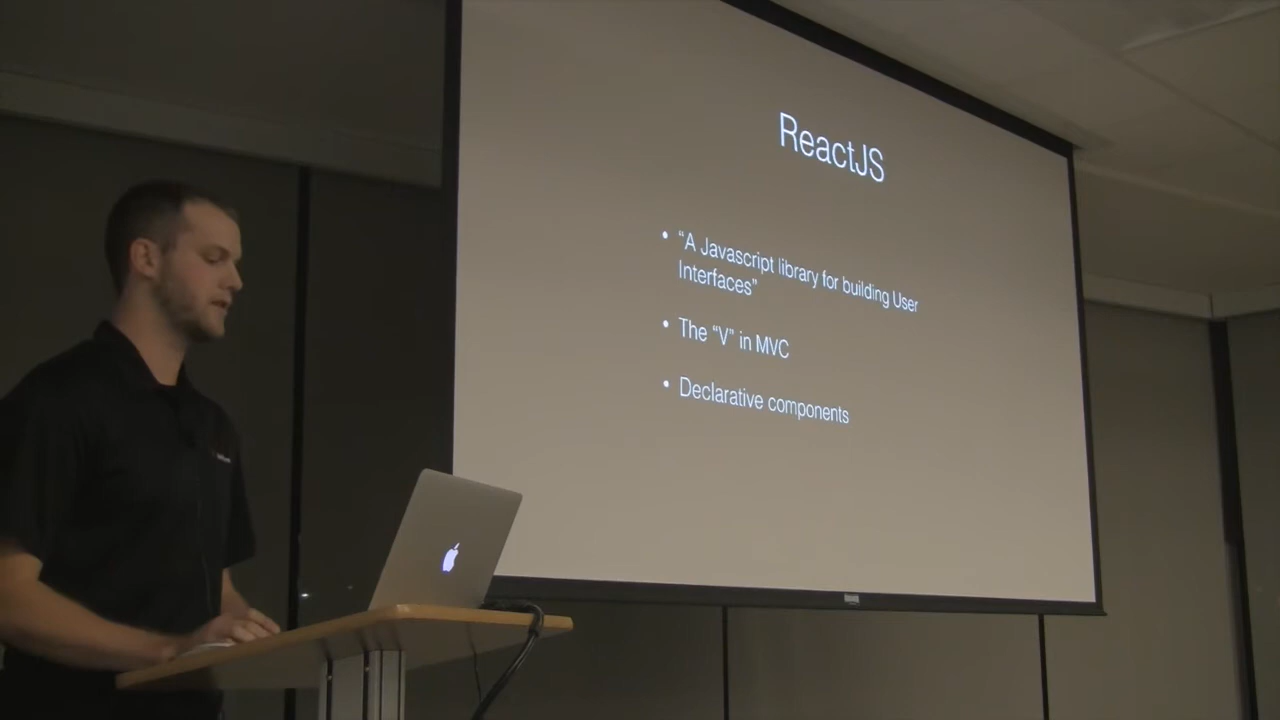 ReactJS
• “A Javascript library for building User
Interfaces”
• The “V” in MVC
• Declarative components